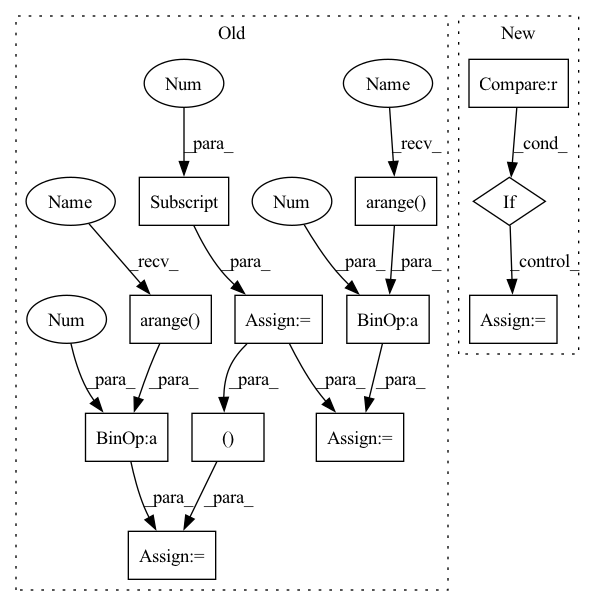 Old
New
Num
Name
Compare:r
_para_
_recv_
_cond_
Name
Subscript
Num
arange()
If
_recv_
_para_
_para_
_para_
_control_
Num
arange()
Assign:=
BinOp:a
Assign:=
_para_
_para_
_para_
_para_
_para_
BinOp:a
()
Assign:=
_para_
_para_
Assign:=